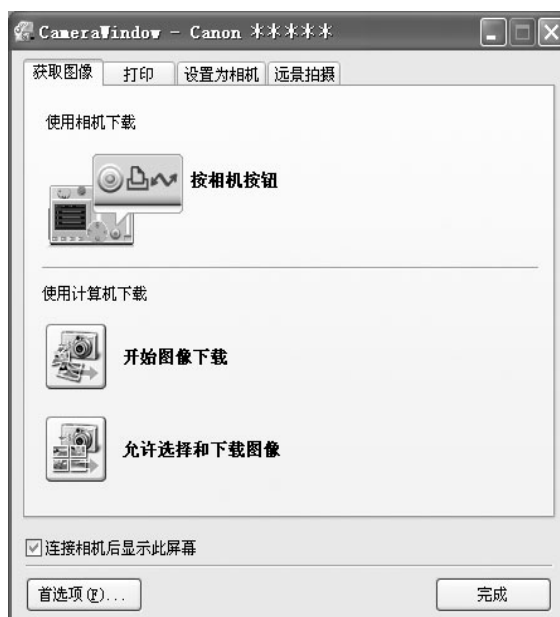 CameraWindow - Canon *****
获取图像 打印 设置为相机 远景拍摄
使用相机下载
按相机按钮
使用计算机下载
开始图像下载
允许选择和下载图像
连接相机后显示此屏幕
首选项(F)... 完成